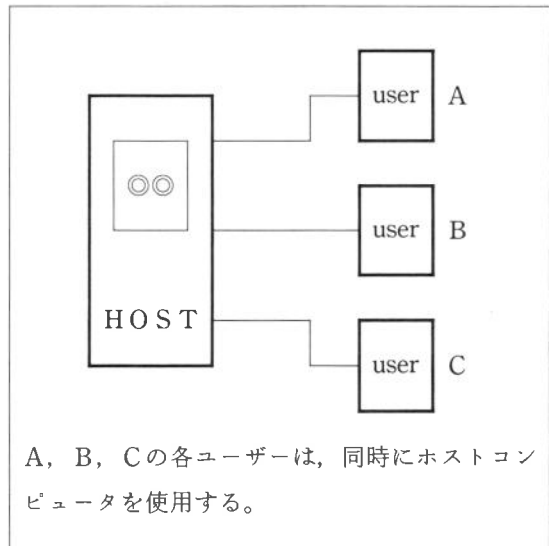 user A
user B
HOST
user C
A, B, Cの各ユーザーは, 同時にホストコン
ピュータを使用する。